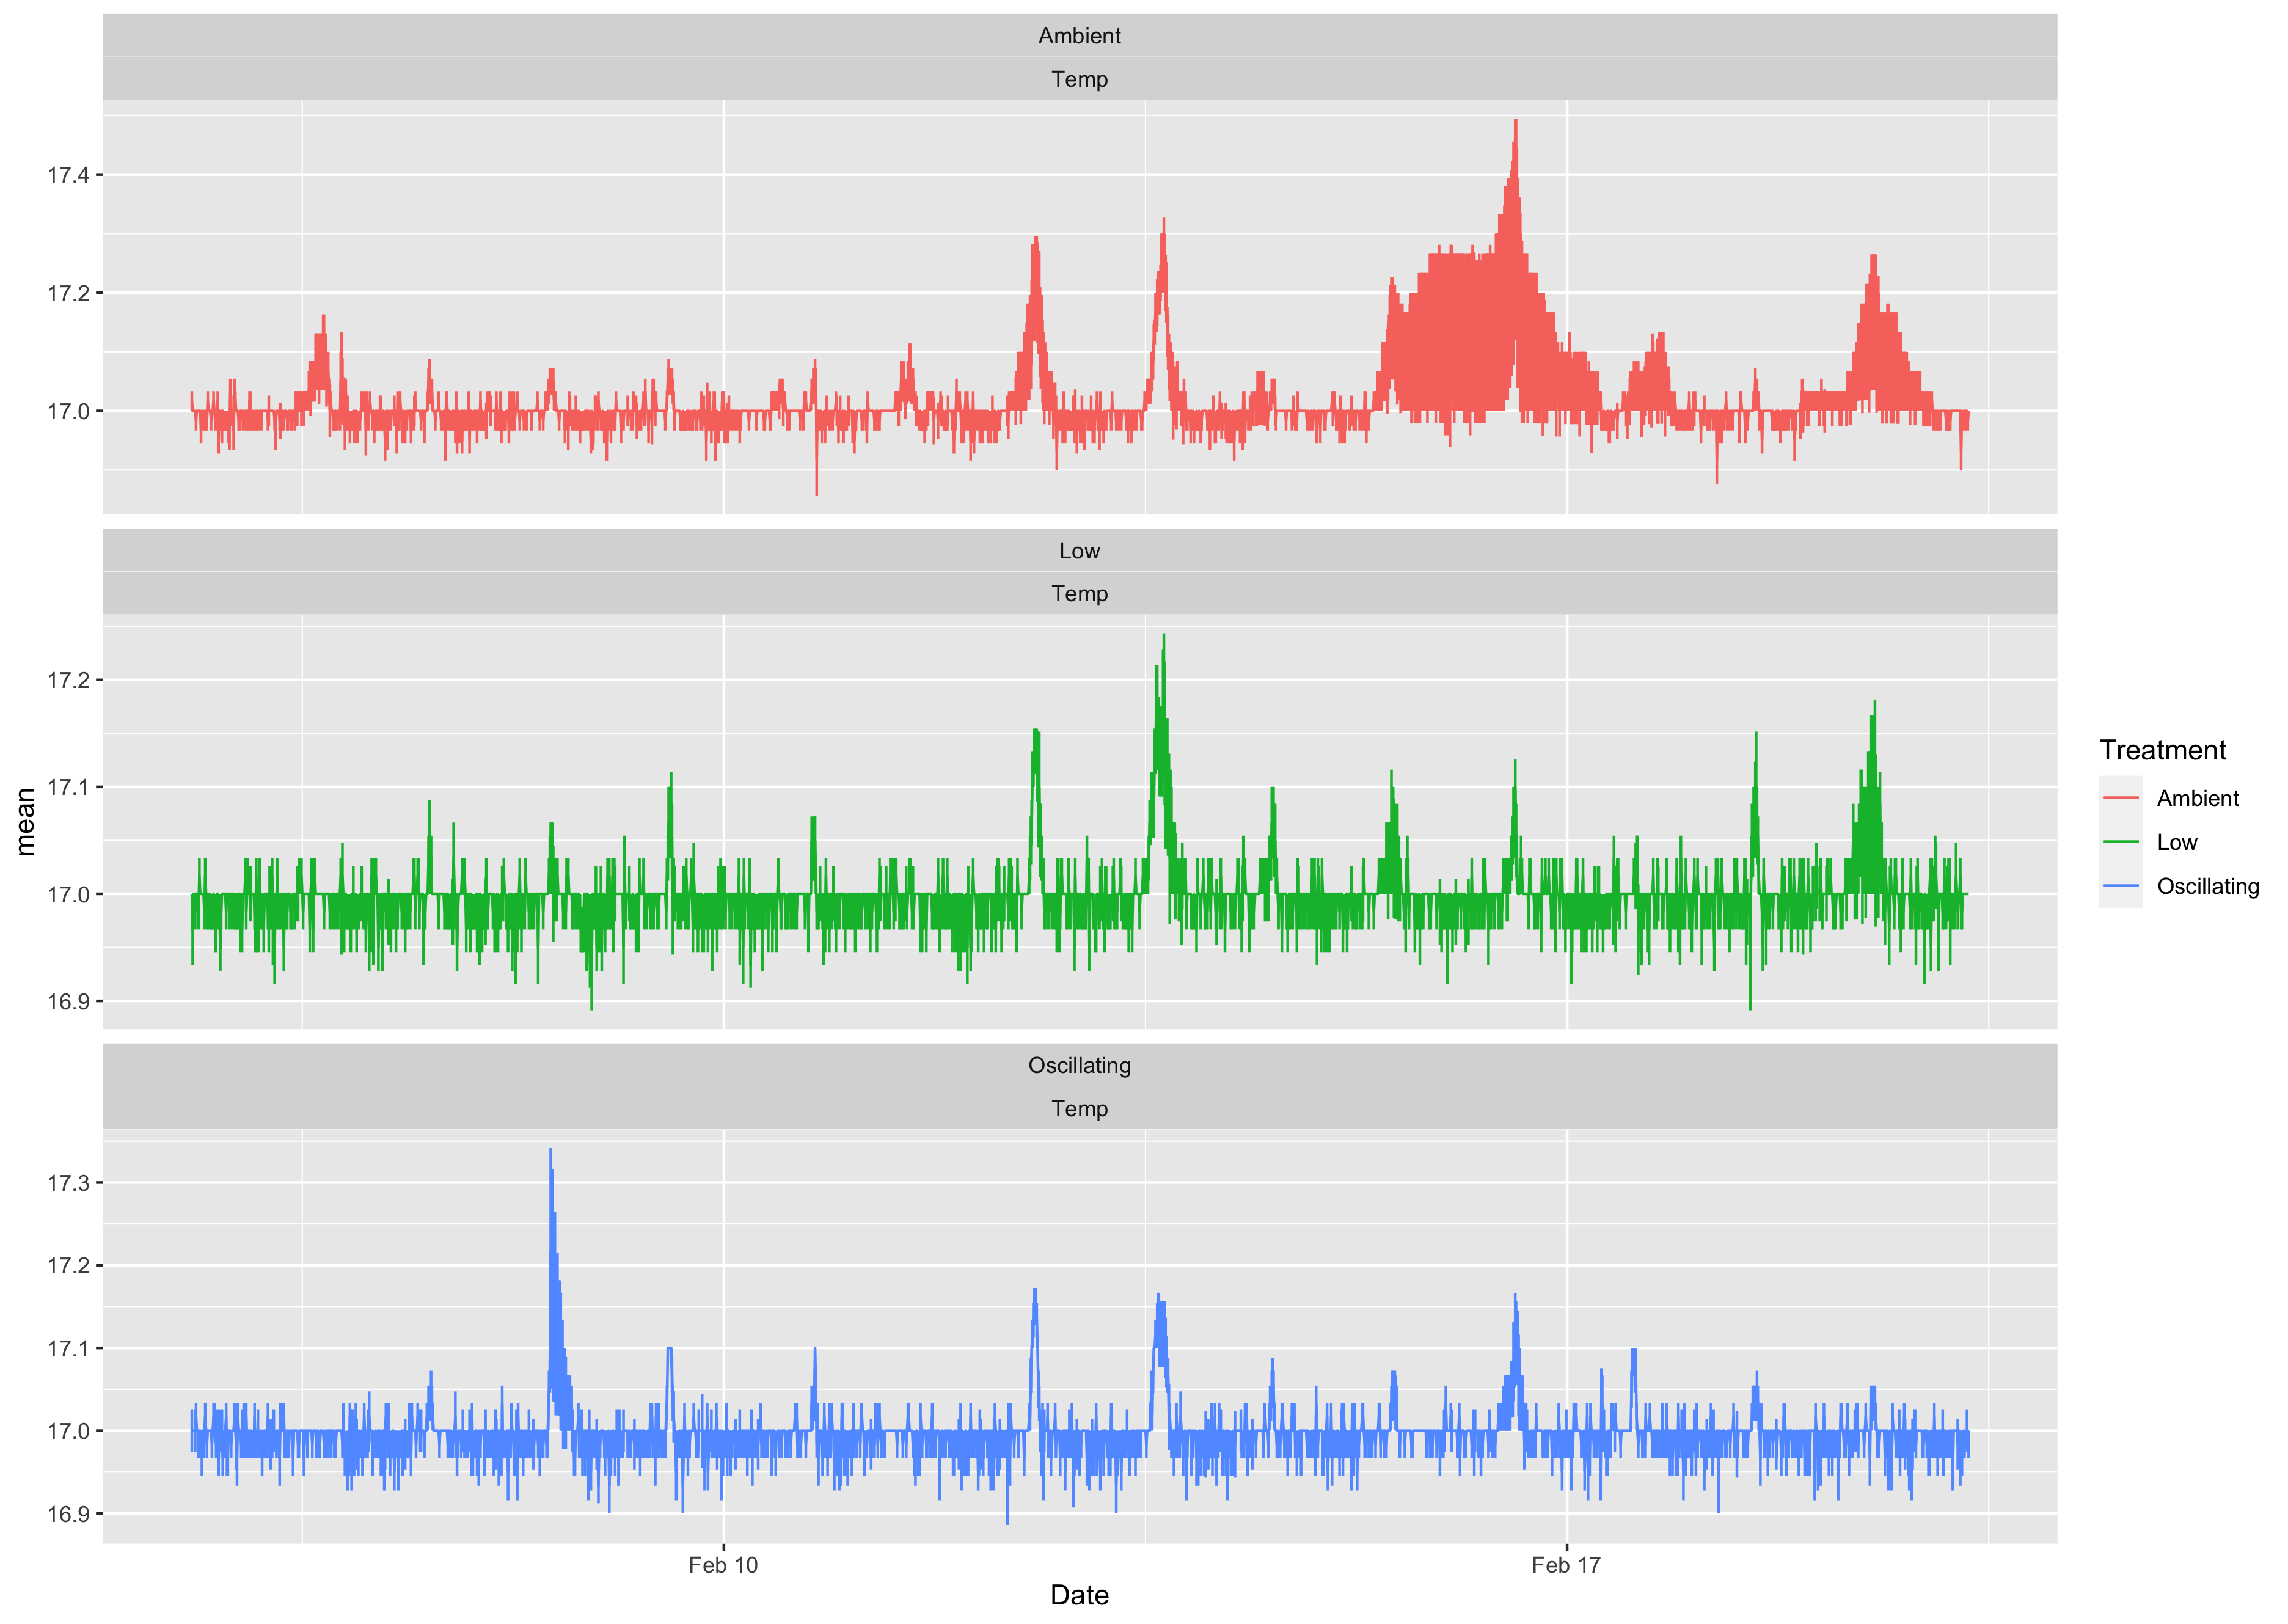 Ambient
Temp
17.4
17.2
17.0
Low
Temp
17.2
17.1
17.0
16.9
Oscillating
Temp
17.3
17.2
17.1
17.0
16.9
Feb 10
Feb 17
Date
mean
Treatment
Ambient
Low
Oscillating